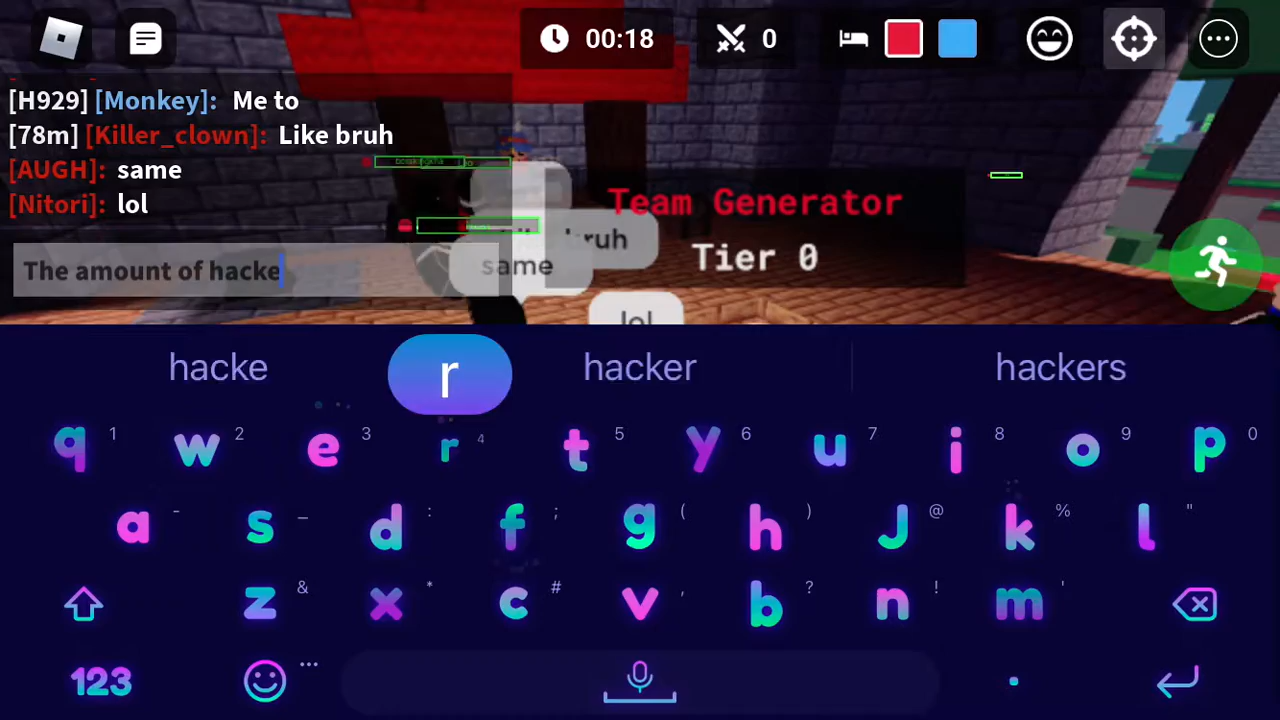 00:18
0
[H929] [Monkey]: Me to
[78m] [Killer_clown]: Like bruh
[AUGH]: same
[Nitori]: lol
The amount of hacke
bruh
same
lol
Team Generator
Tier 0
hacke
r
hacker
hackers
q 1 w 2 e 3 r 4 t 5 y 6 u 7 i 8 o 9 p 0
a - s _ d : f ; g ( h ) J @ k % l "
z & x * c # v , b ? n ! m '
123 ... .